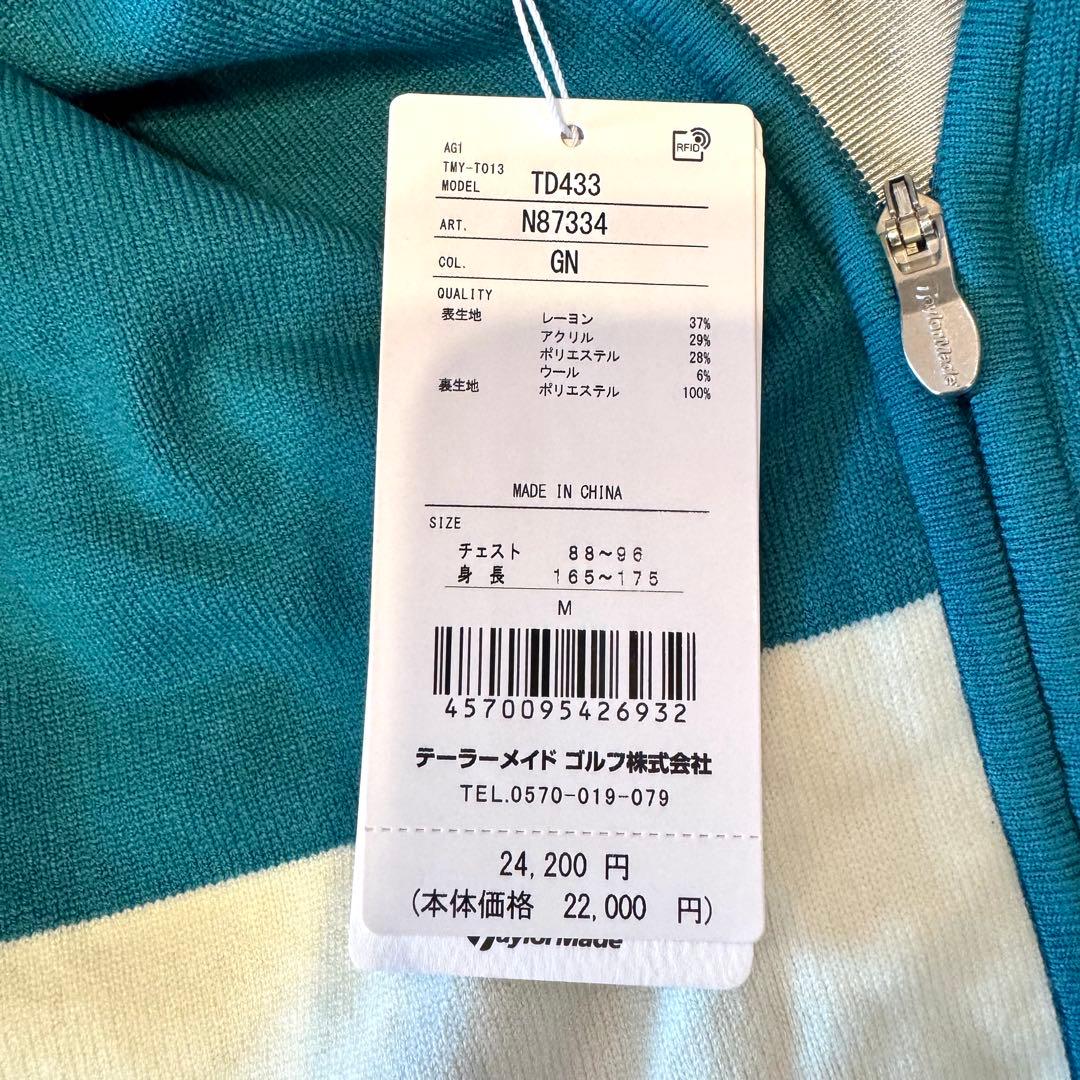 RFID
AG1
TMY-T013
MODEL TD433
ART. N87334
COL. GN
QUALITY
表生地 レーヨン 37%
アクリル 29%
ポリエステル 28%
ウール 6%
裏生地 ポリエステル 100%
MADE IN CHINA
SIZE
チェスト 88~96
身 長 165~175
M
4570095426932
テーラーメイド ゴルフ株式会社
TEL.0570-019-079
24,200 円
(本体価格 22,000 円)
TaylorMade
TaylorMade